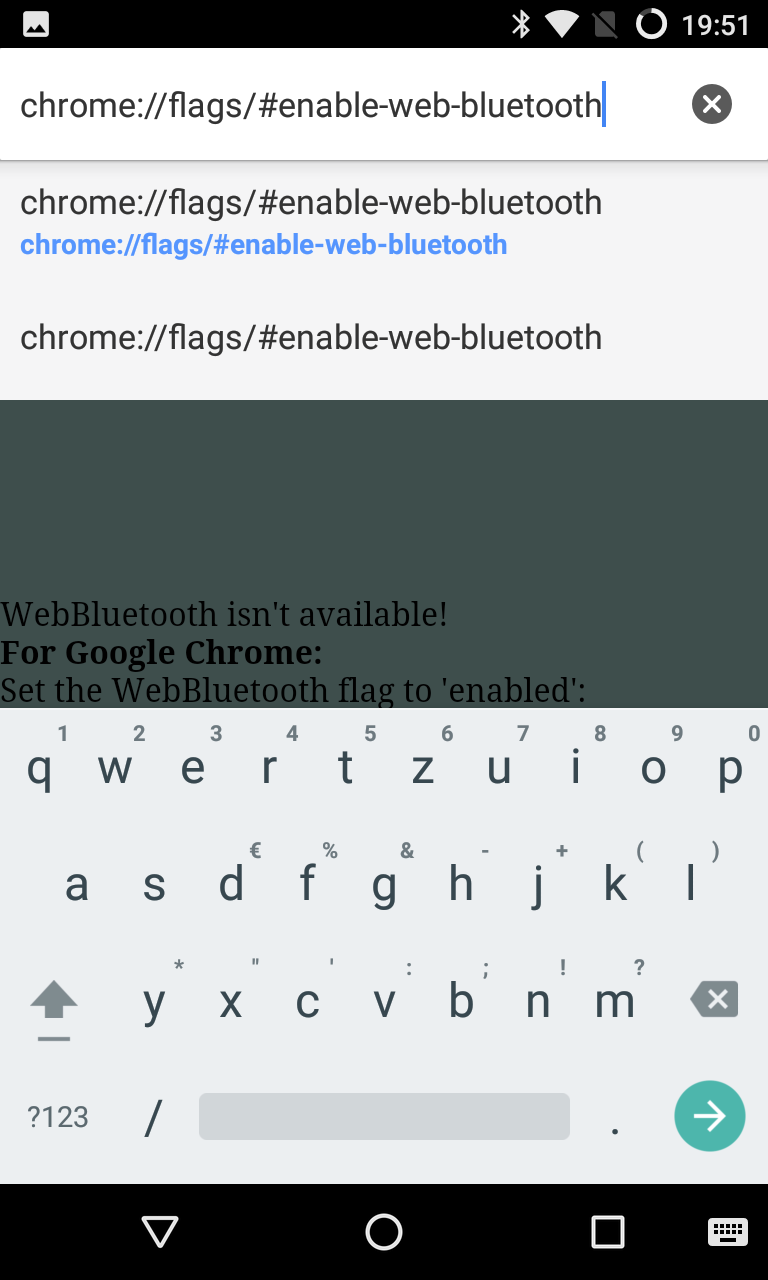 19:51
chrome://flags/#enable-web-bluetooth
chrome://flags/#enable-web-bluetooth
chrome://flags/#enable-web-bluetooth
chrome://flags/#enable-web-bluetooth
WebBluetooth isn't available!
For Google Chrome:
Set the WebBluetooth flag to 'enabled':
1 2 3 4 5 6 7 8 9 0
q w e r t z u i o p
€ % & - + ( )
a s d f g h j k l
* " ' : ; ! ?
y x c v b n m
?123 / .